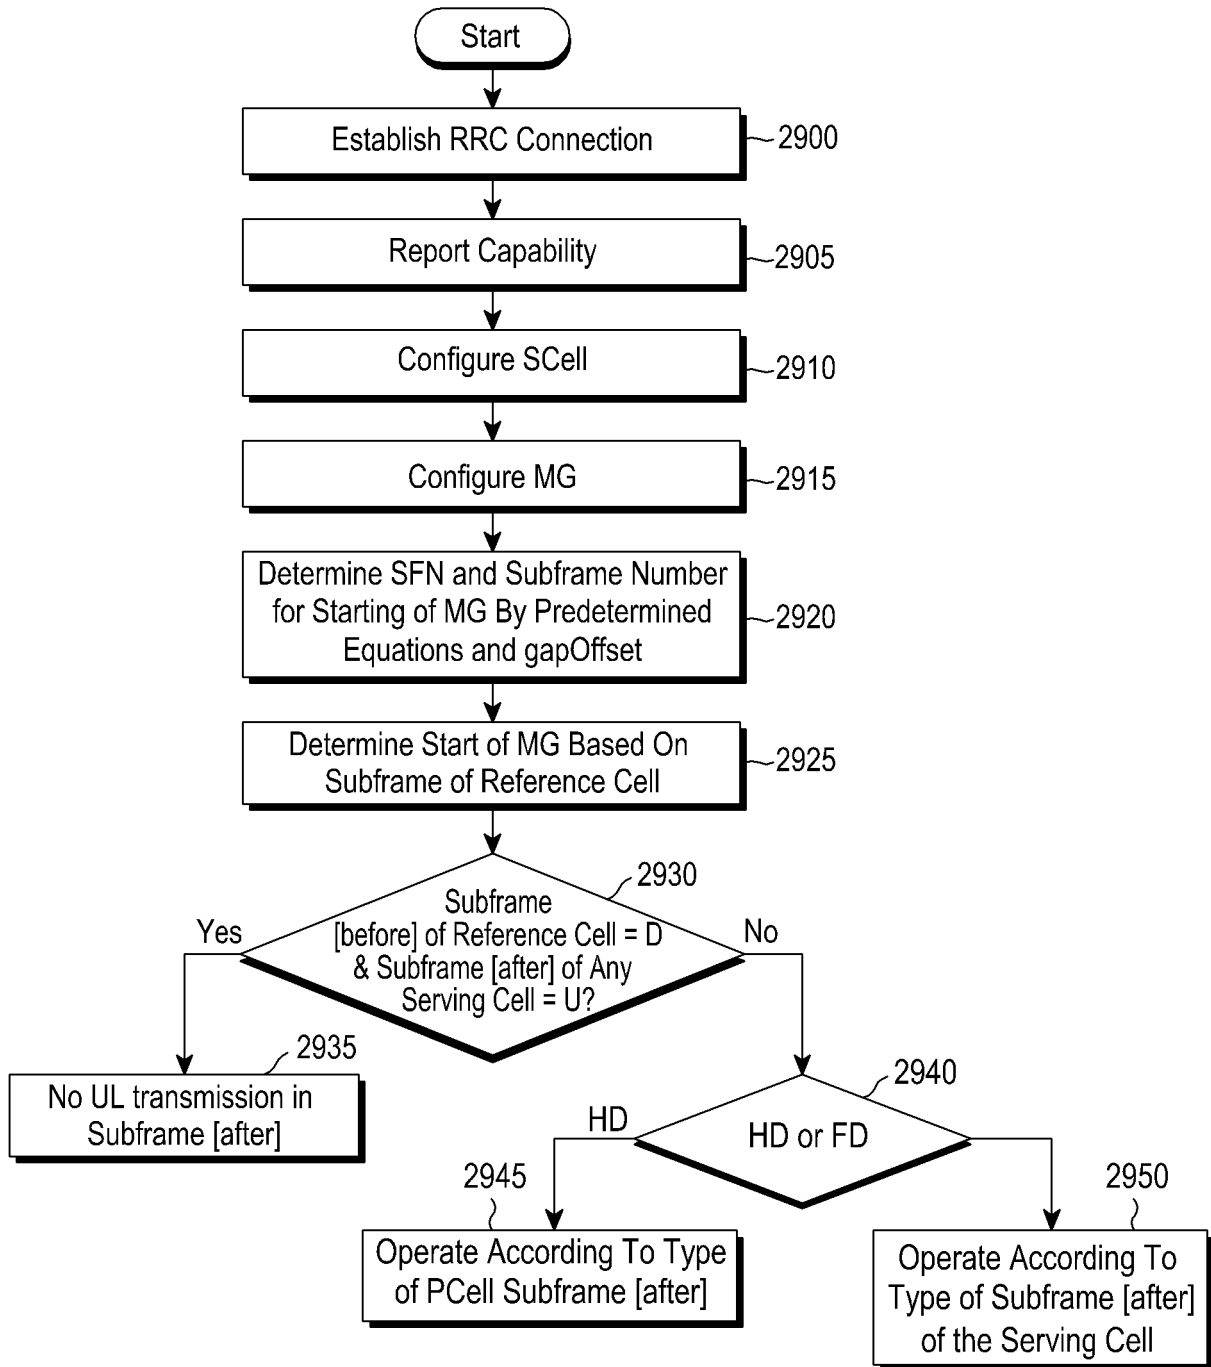 Start
Establish RRC Connection
2900
Report Capability
2905
Configure SCell
2910
Configure MG
2915
Determine SFN and Subframe Number
for Starting of MG By Predetermined
Equations and gapOffset
2920
Determine Start of MG Based On
Subframe of Reference Cell
2925
2930
Subframe
[before] of Reference Cell = D
& Subframe [after] of Any
Serving Cell = U?
Yes
No
2935
No UL transmission in
Subframe [after]
2940
HD or FD
HD
2945
Operate According To Type
of PCell Subframe [after]
2950
Operate According To
Type of Subframe [after]
of the Serving Cell